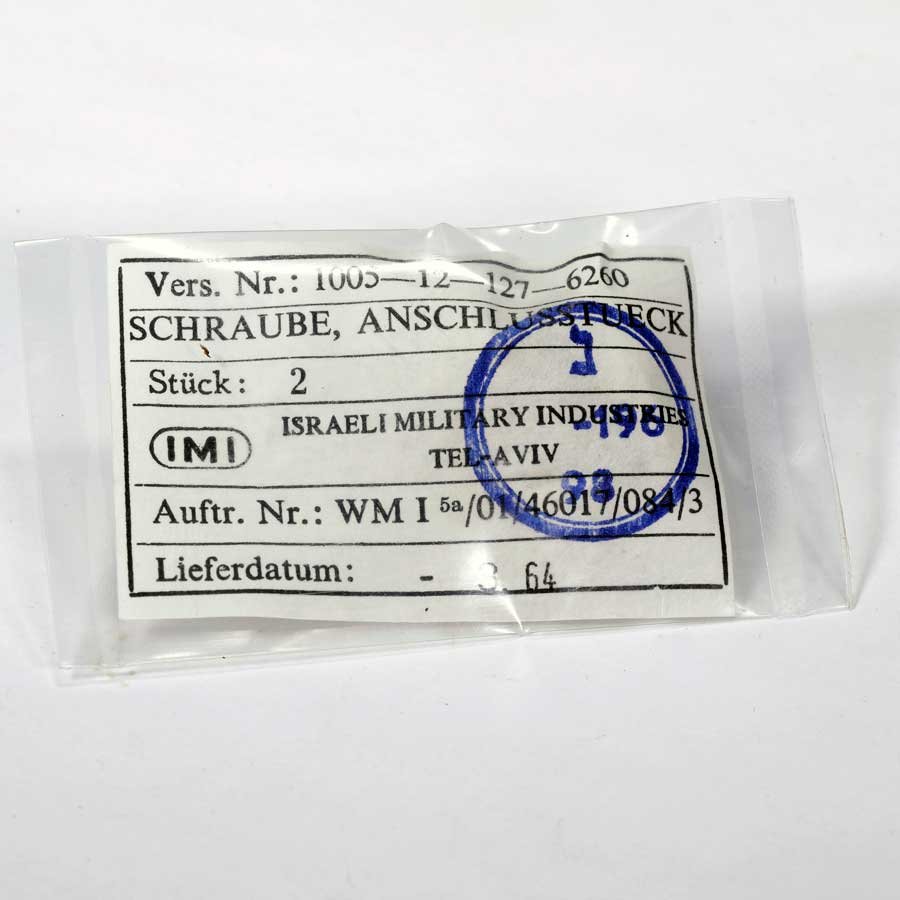 Vers. Nr.: 1005—12—127—6260
SCHRAUBE, ANSCHLUSSTUECK
Stück: 2
IMI
ISRAELI MILITARY INDUSTRIES
TEL-AVIV
Auftr. Nr.: WM I 5a/01/46017/084/3
Lieferdatum: - 3. 64